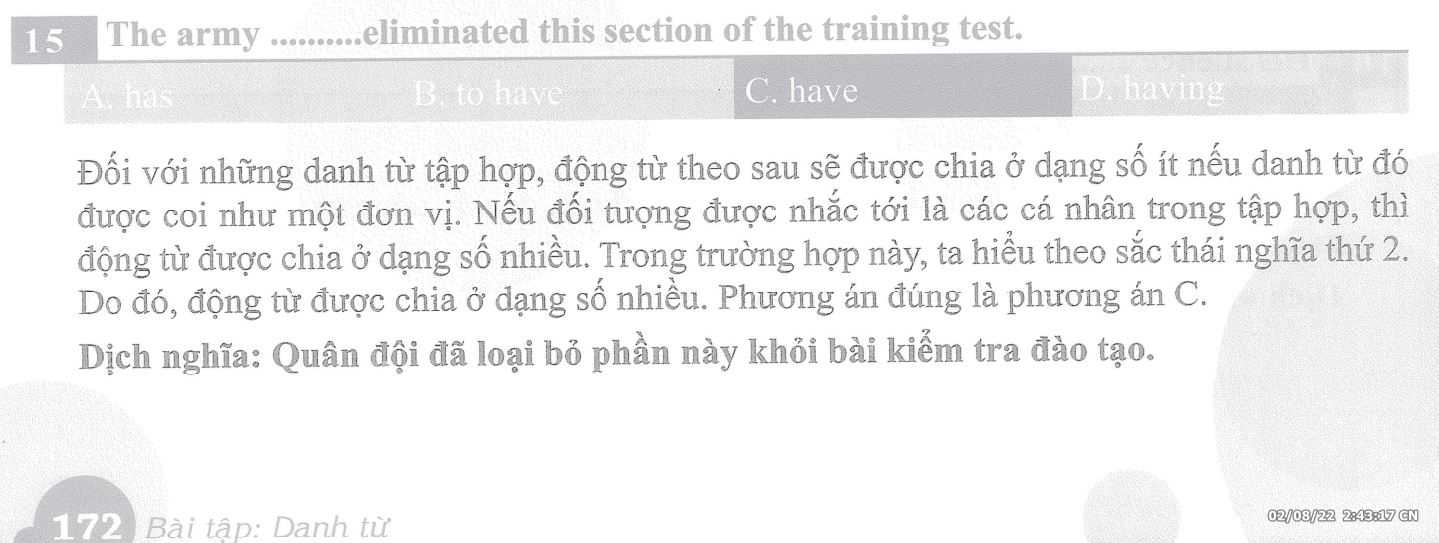 15 The army ..........eliminated this section of the training test.
A. has B. to have C. have D. having
Đối với những danh từ tập hợp, động từ theo sau sẽ được chia ở dạng số ít nếu danh từ đó
được coi như một đơn vị. Nếu đối tượng được nhắc tới là các cá nhân trong tập hợp, thì
động từ được chia ở dạng số nhiều. Trong trường hợp này, ta hiểu theo sắc thái nghĩa thứ 2.
Do đó, động từ được chia ở dạng số nhiều. Phương án đúng là phương án C.
Dịch nghĩa: Quân đội đã loại bỏ phần này khỏi bài kiểm tra đào tạo.
172 Bài tập: Danh từ
02/08/22 2:43:17 CN